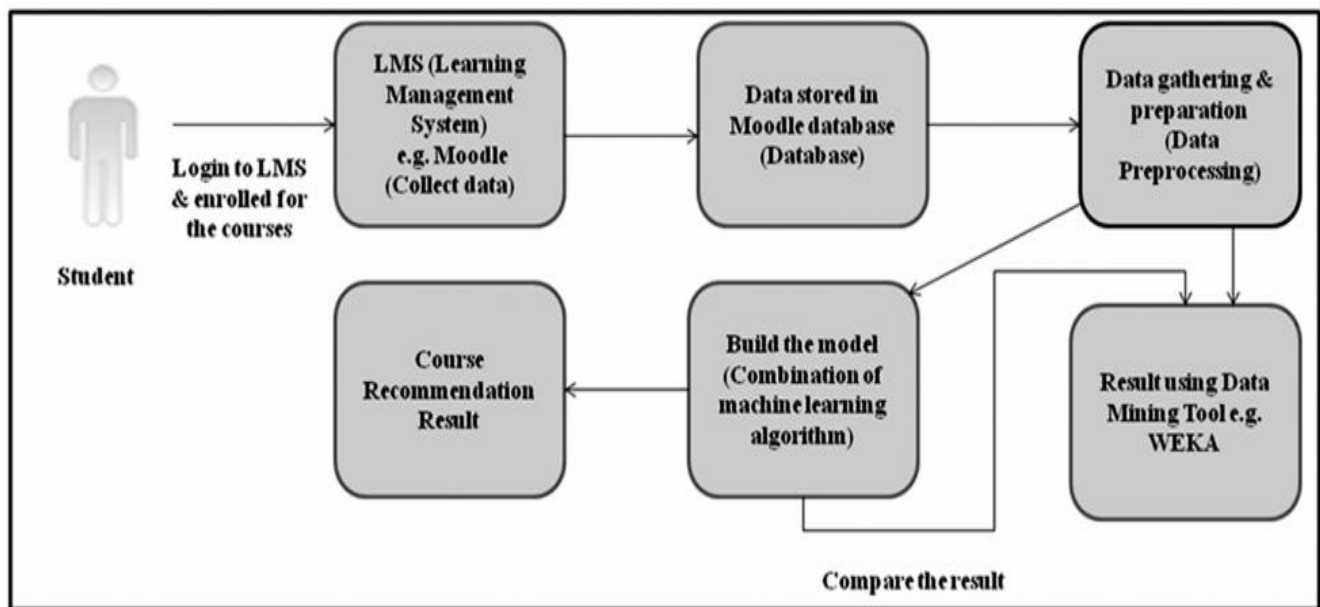 Student
Login to LMS
& enrolled for
the courses
LMS (Learning
Management
System)
e.g. Moodle
(Collect data)
Data stored in
Moodle database
(Database)
Data gathering &
preparation
(Data
Preprocessing)
Course
Recommendation
Result
Build the model
(Combination of
machine learning
algorithm)
Result using Data
Mining Tool e.g.
WEKA
Compare the result